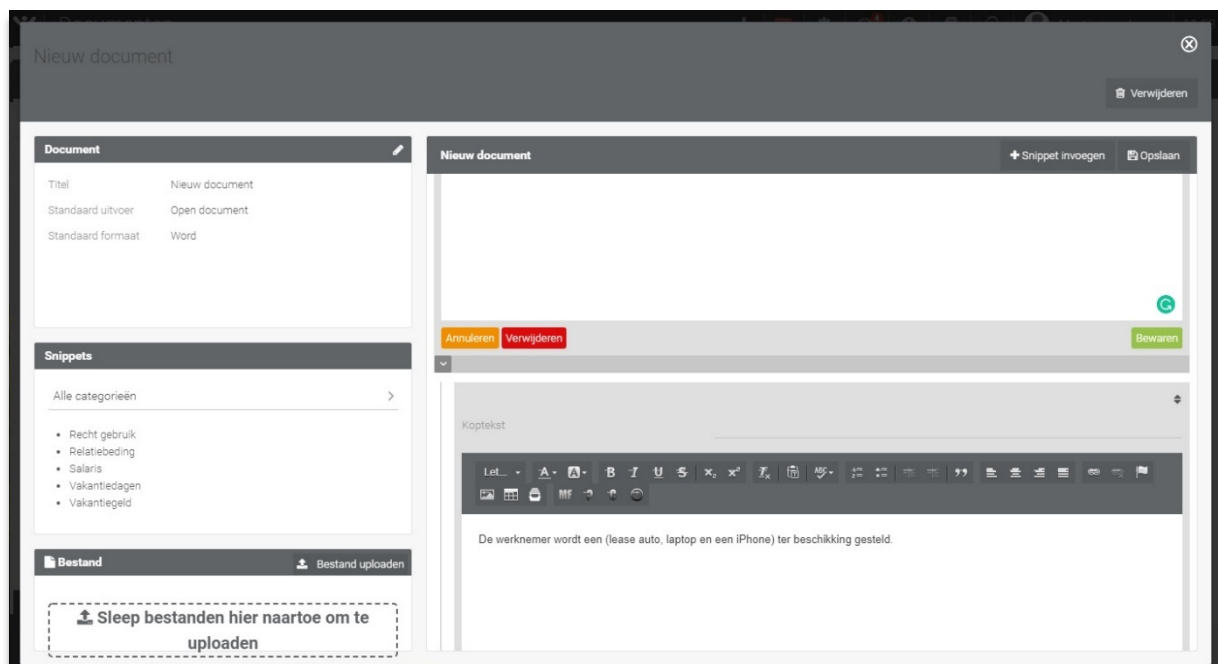 Documenten
Nieuw document
Verwijderen
Document
Titel Nieuw document
Standaard uitvoer Open document
Standaard formaat Word
Snippets
Alle categorieën
Recht gebruik
Relatiebeding
Salaris
Vakantiedagen
Vakantiegeld
Bestand
Bestand uploaden
Sleep bestanden hier naartoe om te
uploaden
Nieuw document
Snippet invoegen
Opslaan
Annuleren
Verwijderen
Bewaren
Koptekst
Let...
De werknemer wordt een (lease auto, laptop en een iPhone) ter beschikking gesteld.